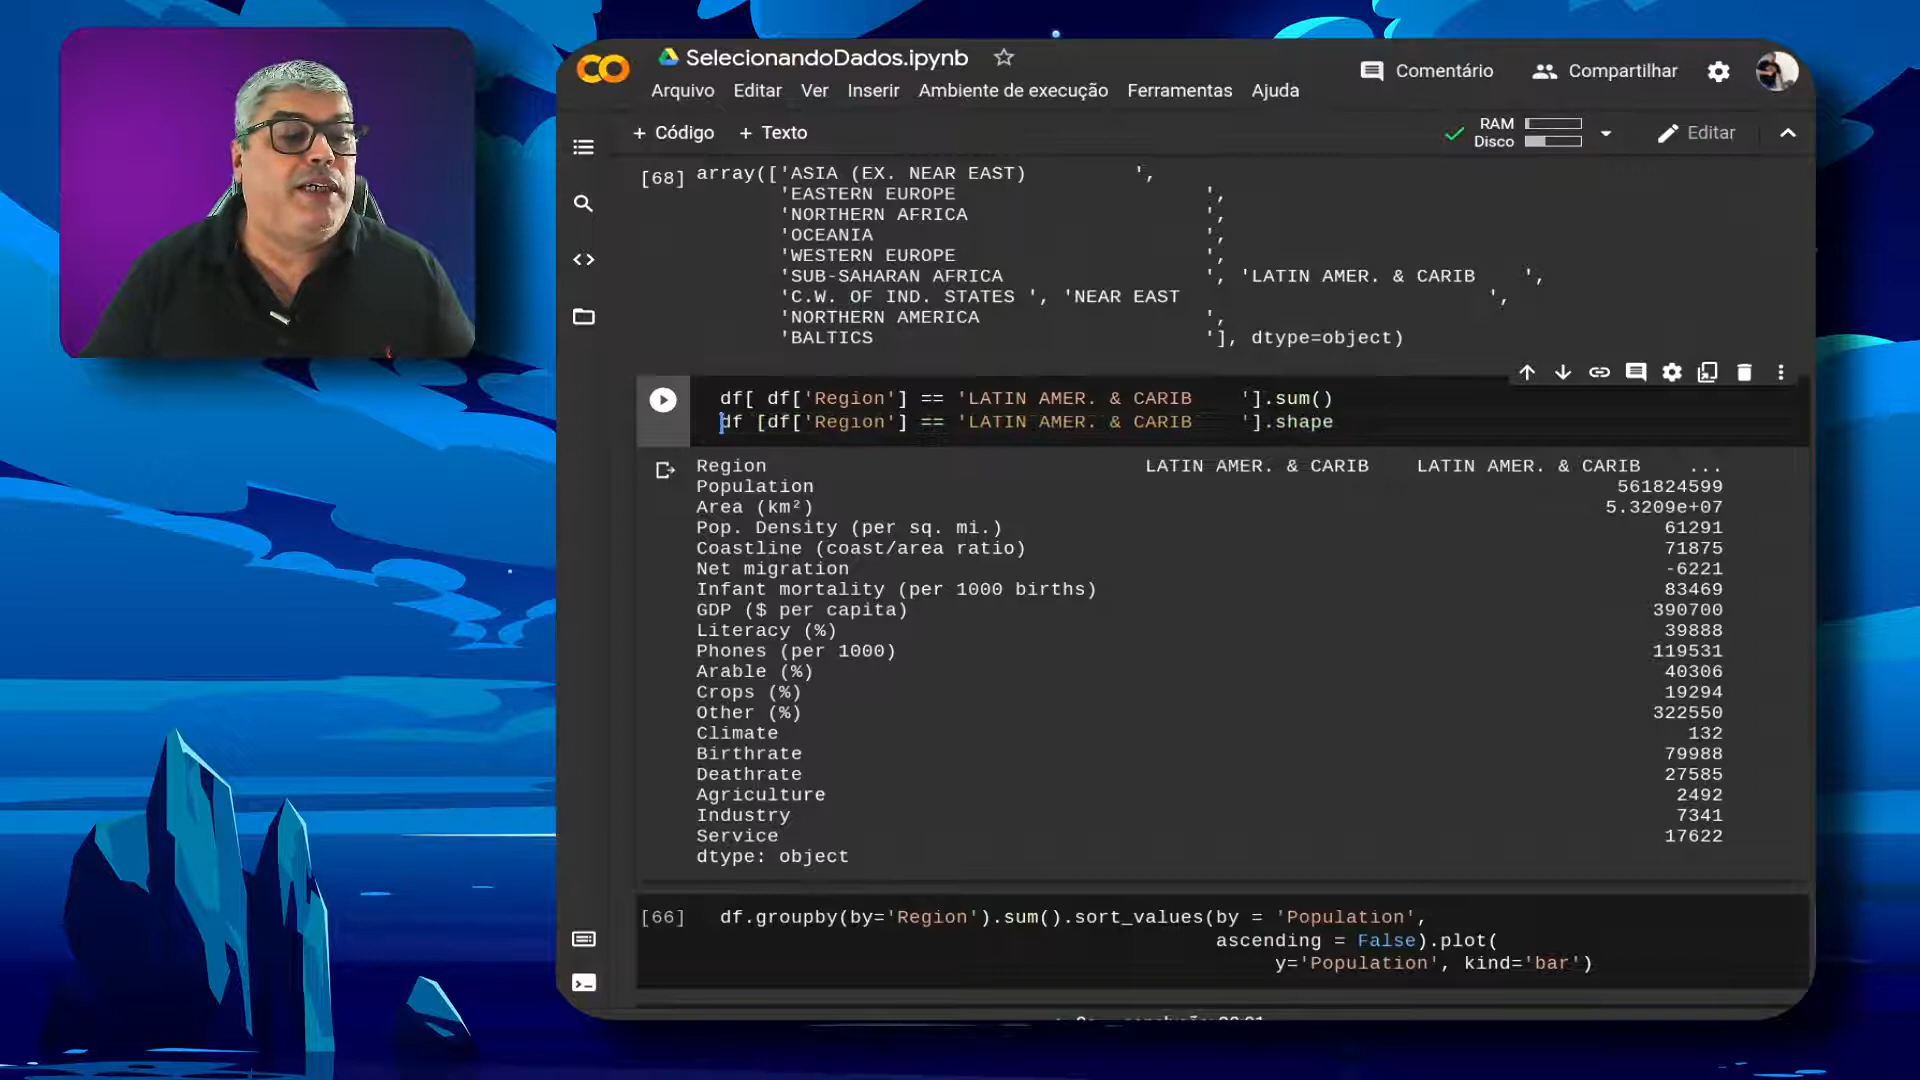 SelecionandoDados.ipynb
Comentário
Compartilhar
Arquivo Editar Ver Inserir Ambiente de execução Ferramentas Ajuda
+ Código + Texto
RAM
Disco
Editar
[68] array(['ASIA (EX. NEAR EAST)         ',
'EASTERN EUROPE                     ',
'NORTHERN AFRICA                    ',
'OCEANIA                            ',
'WESTERN EUROPE                     ',
'SUB-SAHARAN AFRICA                 ', 'LATIN AMER. & CARIB    ',
'C.W. OF IND. STATES ', 'NEAR EAST                          ',
'NORTHERN AMERICA                   ',
'BALTICS                            '], dtype=object)
df[ df['Region'] == 'LATIN AMER. & CARIB    '].sum()
df [df['Region'] == 'LATIN AMER. & CARIB    '].shape
Region LATIN AMER. & CARIB    LATIN AMER. & CARIB    ...
Population 561824599
Area (km²) 5.3209e+07
Pop. Density (per sq. mi.) 61291
Coastline (coast/area ratio) 71875
Net migration -6221
Infant mortality (per 1000 births) 83469
GDP ($ per capita) 390700
Literacy (%) 39888
Phones (per 1000) 119531
Arable (%) 40306
Crops (%) 19294
Other (%) 322550
Climate 132
Birthrate 79988
Deathrate 27585
Agriculture 2492
Industry 7341
Service 17622
dtype: object
[66] df.groupby(by='Region').sum().sort_values(by = 'Population',
ascending = False).plot(
y='Population', kind='bar')